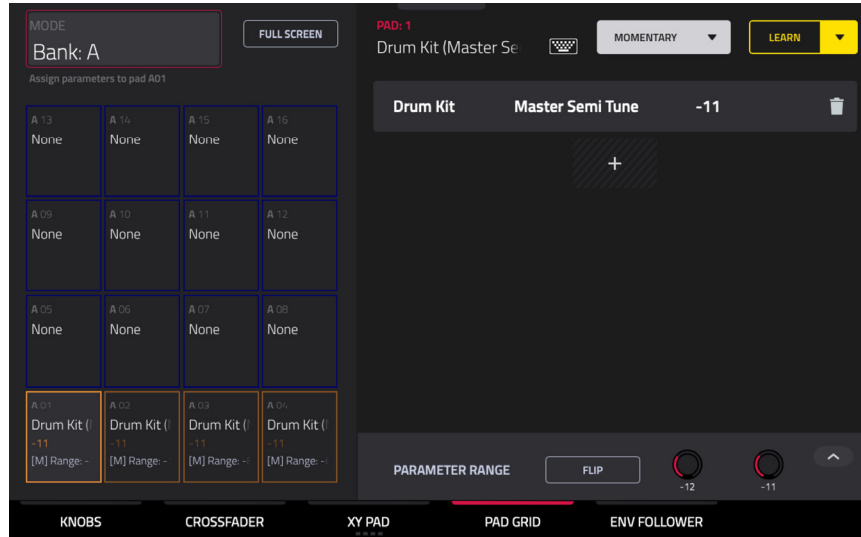 MODE
Bank: A
FULL SCREEN
Assign parameters to pad A01
PAD: 1
Drum Kit (Master Se
MOMENTARY
LEARN
Drum Kit Master Semi Tune -11
+
A 13 A 14 A 15 A 16
None None None None
A 09 A 10 A 11 A 12
None None None None
A 05 A 06 A 07 A 08
None None None None
A 01 A 02 A 03 A 04
Drum Kit ( Drum Kit ( Drum Kit ( Drum Kit (
-11 -11 -11 -11
[M] Range: - [M] Range: - [M] Range: - [M] Range: -
PARAMETER RANGE FLIP
-12 -11
KNOBS CROSSFADER XY PAD PAD GRID ENV FOLLOWER